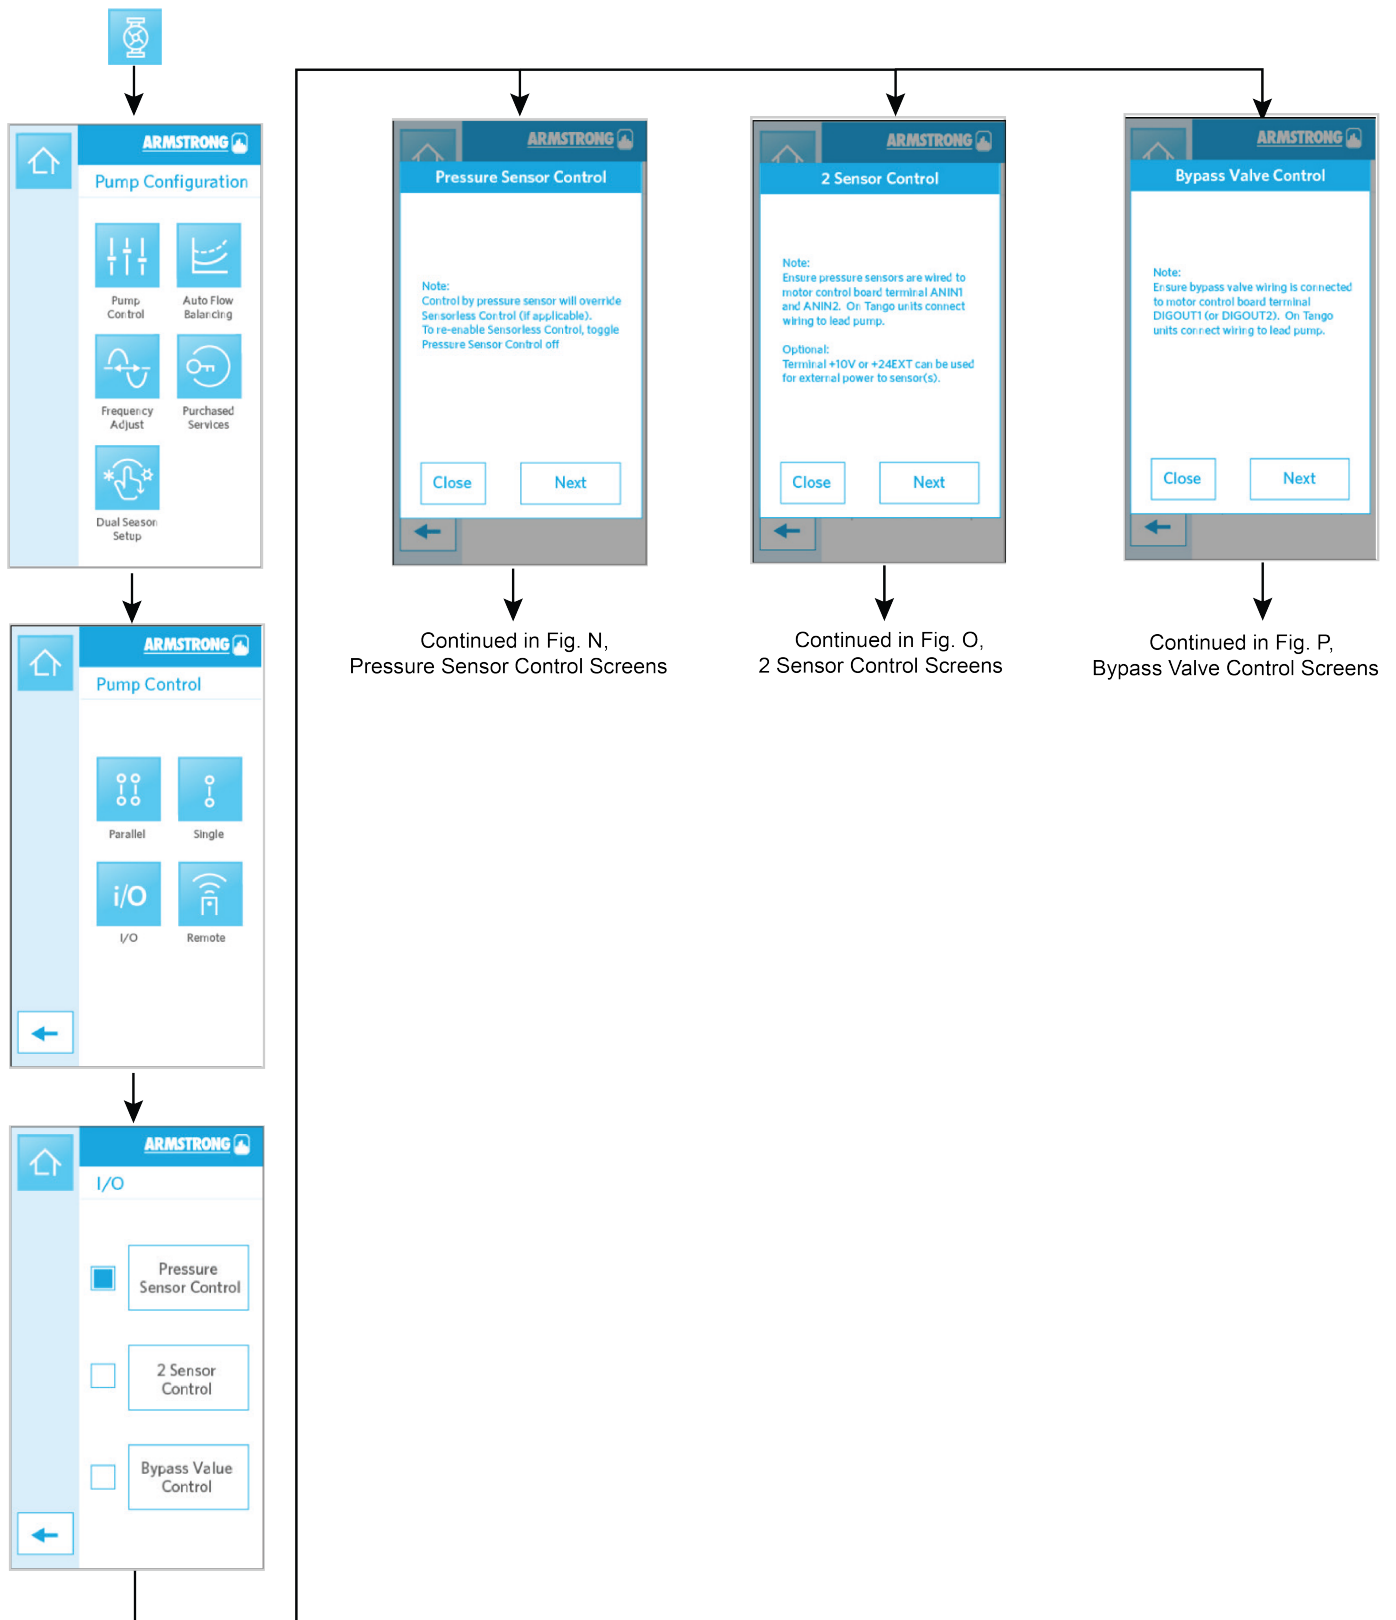 ARMSTRONG
Pump Configuration
Pump
Control
Auto Flow
Balancing
Frequency
Adjust
Purchased
Services
Dual Season
Setup
ARMSTRONG
Pump Control
Parallel
Single
i/O
I/O
Remote
ARMSTRONG
I/O
Pressure
Sensor Control
2 Sensor
Control
Bypass Value
Control
ARMSTRONG
Pressure Sensor Control
Note:
Control by pressure sensor will override
Sensorless Control (if applicable).
To re-enable Sensorless Control, toggle
Pressure Sensor Control off
Close
Next
Continued in Fig. N,
Pressure Sensor Control Screens
ARMSTRONG
2 Sensor Control
Note:
Ensure pressure sensors are wired to
motor control board terminal ANIN1
and ANIN2. On Tango units connect
wiring to lead pump.
Optional:
Terminal +10V or +24EXT can be used
for external power to sensor(s).
Close
Next
Continued in Fig. O,
2 Sensor Control Screens
ARMSTRONG
Bypass Valve Control
Note:
Ensure bypass valve wiring is connected
to motor control board terminal
DIGOUT1 (or DIGOUT2). On Tango
units connect wiring to lead pump.
Close
Next
Continued in Fig. P,
Bypass Valve Control Screens